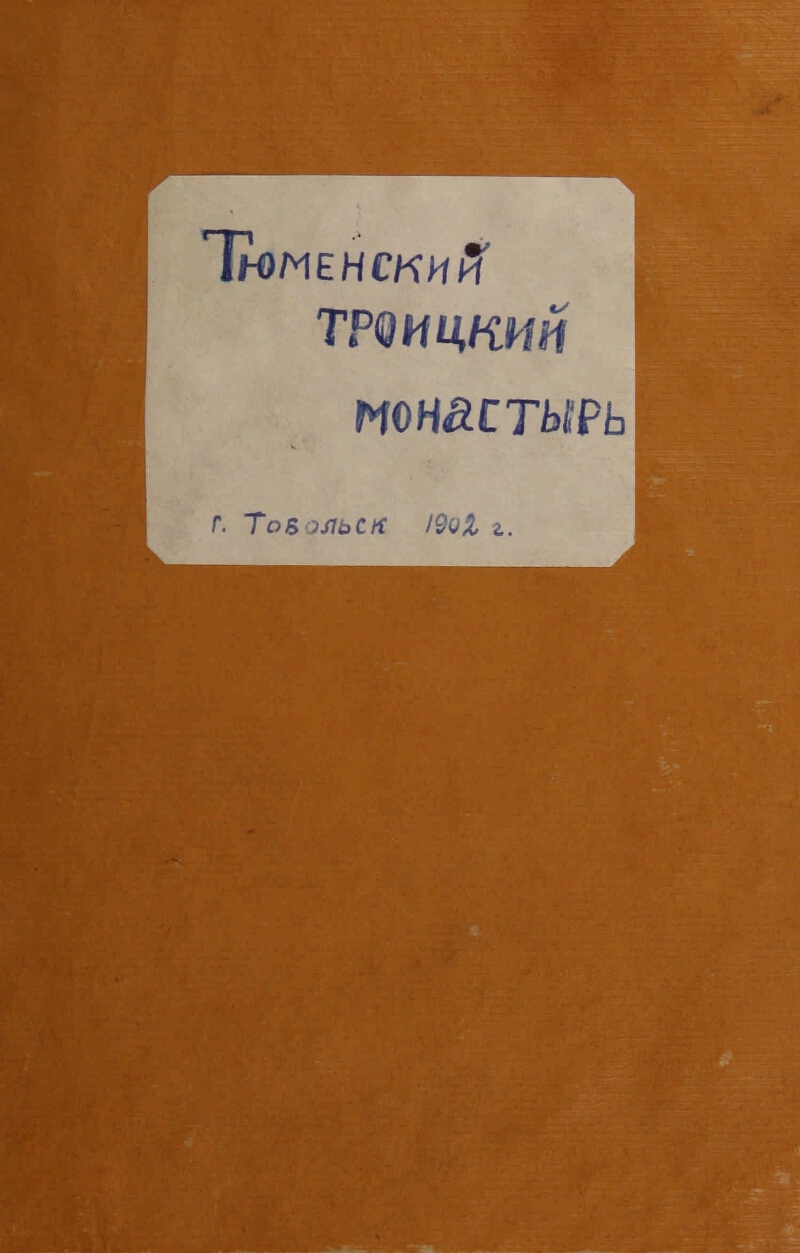 Тюменский
троицкий
монастырь
г. Тобольск 1902 г.